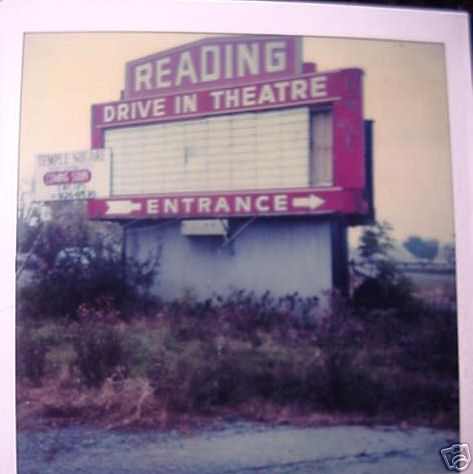 READING
DRIVE IN THEATRE
TEMPLE SQUARE
COMING SOON
ENTRANCE